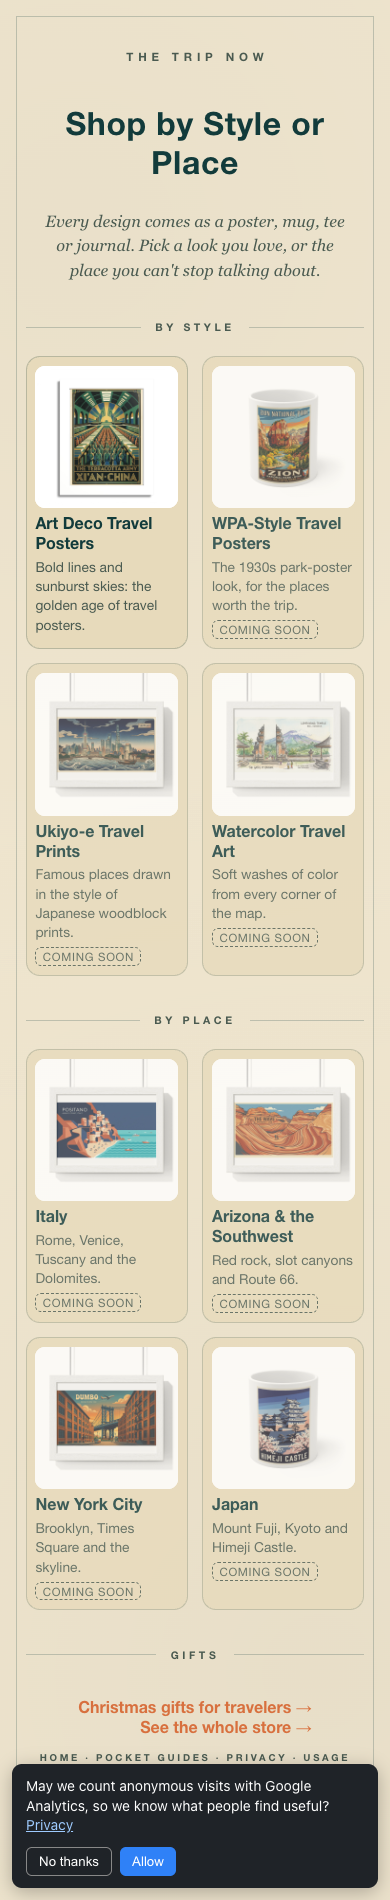 THE TRIP NOW
Shop by Style or
Place
Every design comes as a poster, mug, tee
or journal. Pick a look you love, or the
place you can't stop talking about.
BY STYLE
THE TERRACOTTA ARMY
XI'AN·CHINA
ZION
Art Deco Travel
Posters
Bold lines and
sunburst skies: the
golden age of travel
posters.
WPA-Style Travel
Posters
The 1930s park-poster
look, for the places
worth the trip.
COMING SOON
Ukiyo-e Travel
Prints
Famous places drawn
in the style of
Japanese woodblock
prints.
COMING SOON
Watercolor Travel
Art
Soft washes of color
from every corner of
the map.
COMING SOON
BY PLACE
POSITANO
Italy
Rome, Venice,
Tuscany and the
Dolomites.
COMING SOON
Arizona & the
Southwest
Red rock, slot canyons
and Route 66.
COMING SOON
DUMBO
HIMEJI CASTLE
New York City
Brooklyn, Times
Square and the
skyline.
COMING SOON
Japan
Mount Fuji, Kyoto and
Himeji Castle.
COMING SOON
GIFTS
Christmas gifts for travelers →
See the whole store →
HOME · POCKET GUIDES · PRIVACY · USAGE
May we count anonymous visits with Google
Analytics, so we know what people find useful?
Privacy
No thanks
Allow